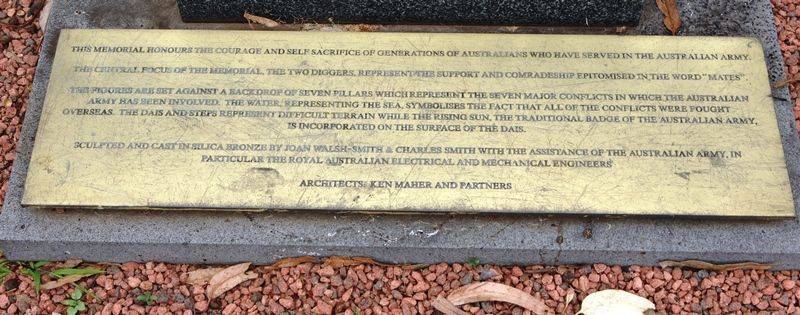 THIS MEMORIAL HONOURS THE COURAGE AND SELF SACRIFICE OF GENERATIONS OF AUSTRALIANS WHO HAVE SERVED IN THE AUSTRALIAN ARMY.
THE CENTRAL FOCUS OF THE MEMORIAL, THE TWO DIGGERS, REPRESENT THE SUPPORT AND COMRADESHIP EPITOMISED IN THE WORD "MATES".
THE FIGURES ARE SET AGAINST A BACKDROP OF SEVEN PILLARS WHICH REPRESENT THE SEVEN MAJOR CONFLICTS IN WHICH THE AUSTRALIAN
ARMY HAS BEEN INVOLVED. THE WATER, REPRESENTING THE SEA, SYMBOLISES THE FACT THAT ALL OF THE CONFLICTS WERE FOUGHT
OVERSEAS. THE DAIS AND STEPS REPRESENT DIFFICULT TERRAIN WHILE THE RISING SUN, THE TRADITIONAL BADGE OF THE AUSTRALIAN ARMY,
IS INCORPORATED ON THE SURFACE OF THE DAIS.
SCULPTED AND CAST IN SILICA BRONZE BY JOAN WALSH-SMITH & CHARLES SMITH WITH THE ASSISTANCE OF THE AUSTRALIAN ARMY, IN
PARTICULAR THE ROYAL AUSTRALIAN ELECTRICAL AND MECHANICAL ENGINEERS
ARCHITECTS: KEN MAHER AND PARTNERS